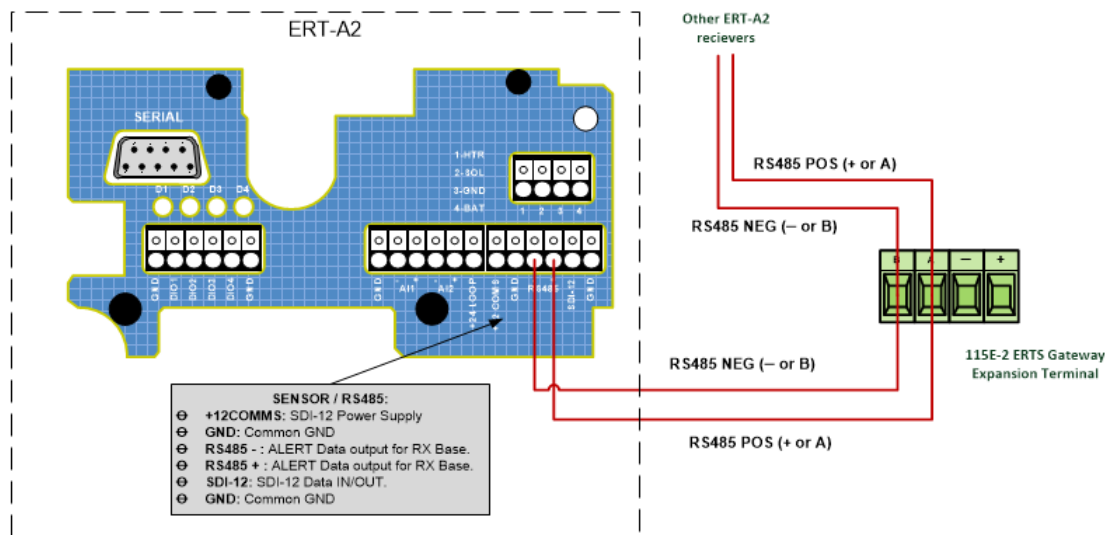 ERT-A2
Other ERT-A2
recievers
SERIAL
D1 D2 D3 D4
1-HTR
2-SOL
3-GND
4-BAT
1 2 3 4
GND DIO1 DIO2 DIO3 DIO4 GND
GND - AI1 + - AI2 + +24-LOOP +12COMS GND - RS485 + SDI-12 GND
RS485 POS (+ or A)
RS485 NEG (– or B)
B A – +
115E-2 ERTS Gateway
Expansion Terminal
RS485 NEG (– or B)
RS485 POS (+ or A)
SENSOR / RS485:
+12COMMS: SDI-12 Power Supply
GND: Common GND
RS485 - : ALERT Data output for RX Base.
RS485 + : ALERT Data output for RX Base.
SDI-12: SDI-12 Data IN/OUT.
GND: Common GND